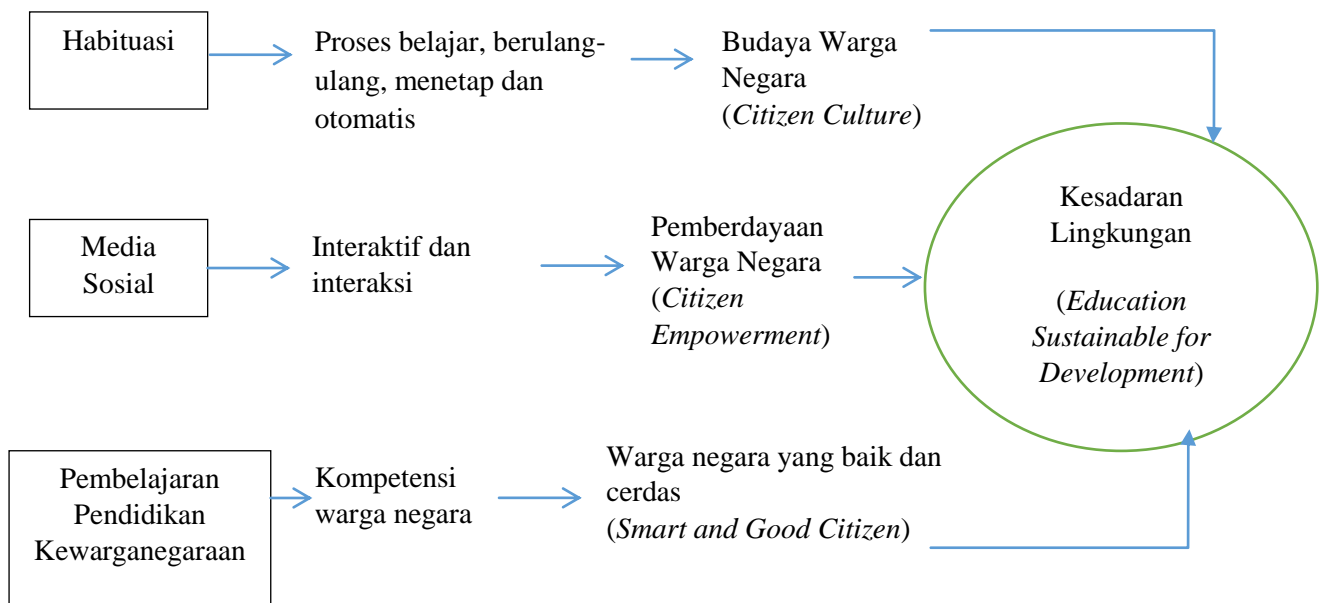 Habituasi
Proses belajar, berulang-
ulang, menetap dan
otomatis
Budaya Warga
Negara
(Citizen Culture)
Media
Sosial
Interaktif dan
interaksi
Pemberdayaan
Warga Negara
(Citizen
Empowerment)
Kesadaran
Lingkungan
(Education
Sustainable for
Development)
Pembelajaran
Pendidikan
Kewarganegaraan
Kompetensi
warga negara
Warga negara yang baik dan
cerdas
(Smart and Good Citizen)